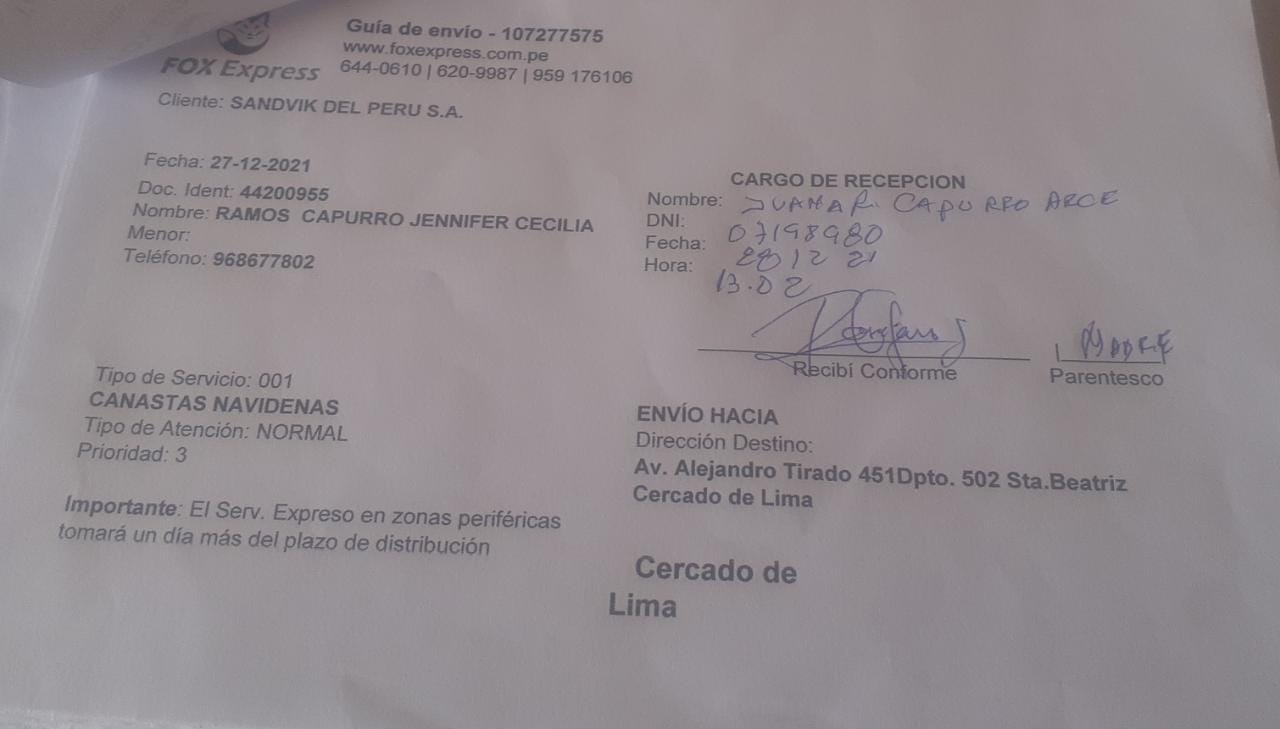 FOX Express
Guía de envío - 107277575
www.foxexpress.com.pe
644-0610 | 620-9987 | 959 176106
Cliente: SANDVIK DEL PERU S.A.
Fecha: 27-12-2021
Doc. Ident: 44200955
Nombre: RAMOS CAPURRO JENNIFER CECILIA
Menor:
Teléfono: 968677802
CARGO DE RECEPCION
Nombre: JUANA R. CAPURRO ARCE
DNI: 07198980
Fecha: 28 12 21
Hora: 13.02
Recibí Conforme
MADRE
Parentesco
Tipo de Servicio: 001
CANASTAS NAVIDENAS
Tipo de Atención: NORMAL
Prioridad: 3
Importante: El Serv. Expreso en zonas periféricas
tomará un día más del plazo de distribución
ENVÍO HACIA
Dirección Destino:
Av. Alejandro Tirado 451Dpto. 502 Sta.Beatriz
Cercado de Lima
Cercado de
Lima